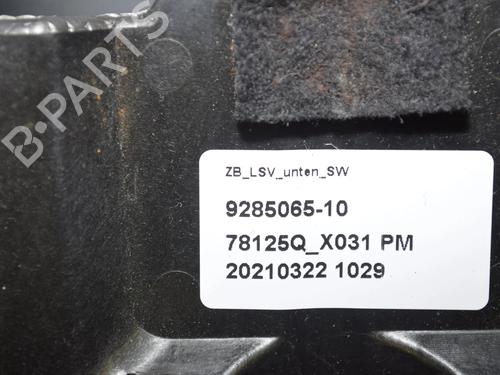 B-PARTS
ZB_LSV_unten_SW
9285065-10
78125Q_X031 PM
20210322 1029